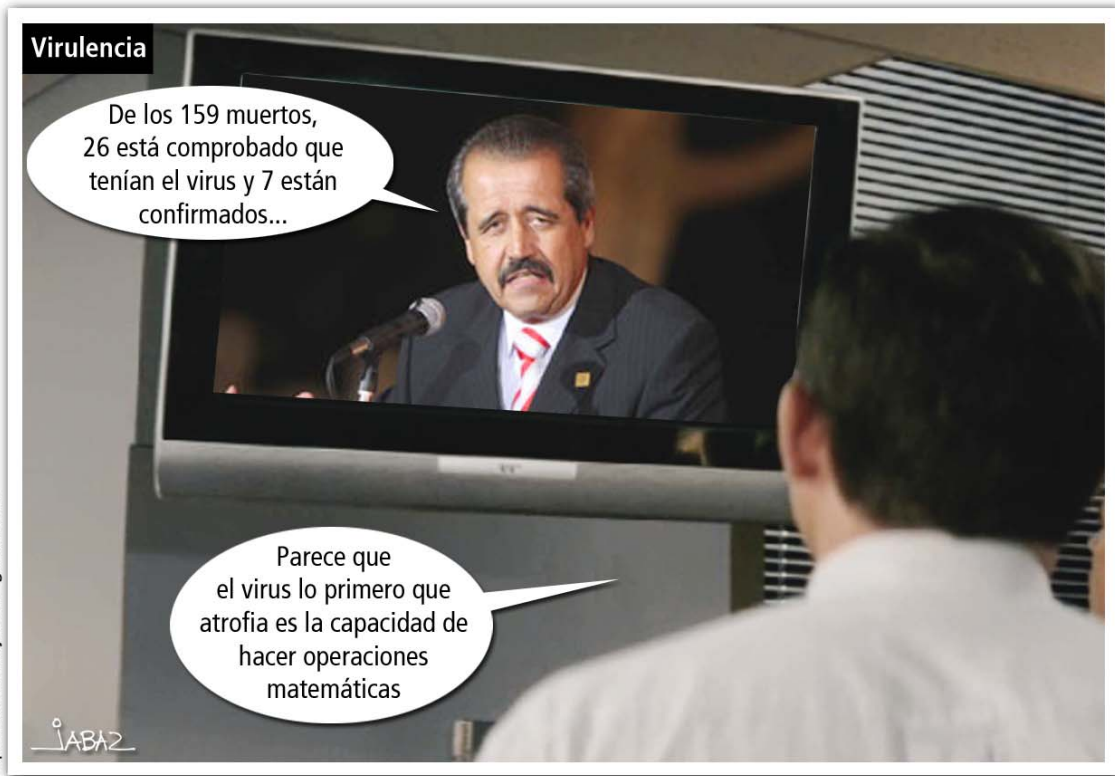 Virulencia
De los 159 muertos,
26 está comprobado que
tenían el virus y 7 están
confirmados...
Parece que
el virus lo primero que
atrofia es la capacidad de
hacer operaciones
matemáticas
JABAZ